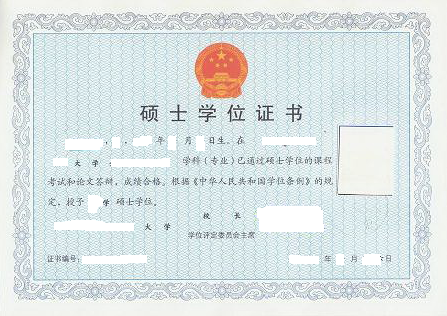 硕士学位证书
年 月 日生。在
大学 学科(专业)已通过硕士学位的课程
考试和论文答辩,成绩合格。根据《中华人民共和国学位条例》的规
定,授予 学 硕士学位。
大学 校 长
学位评定委员会主席
证书编号: 年 月 日